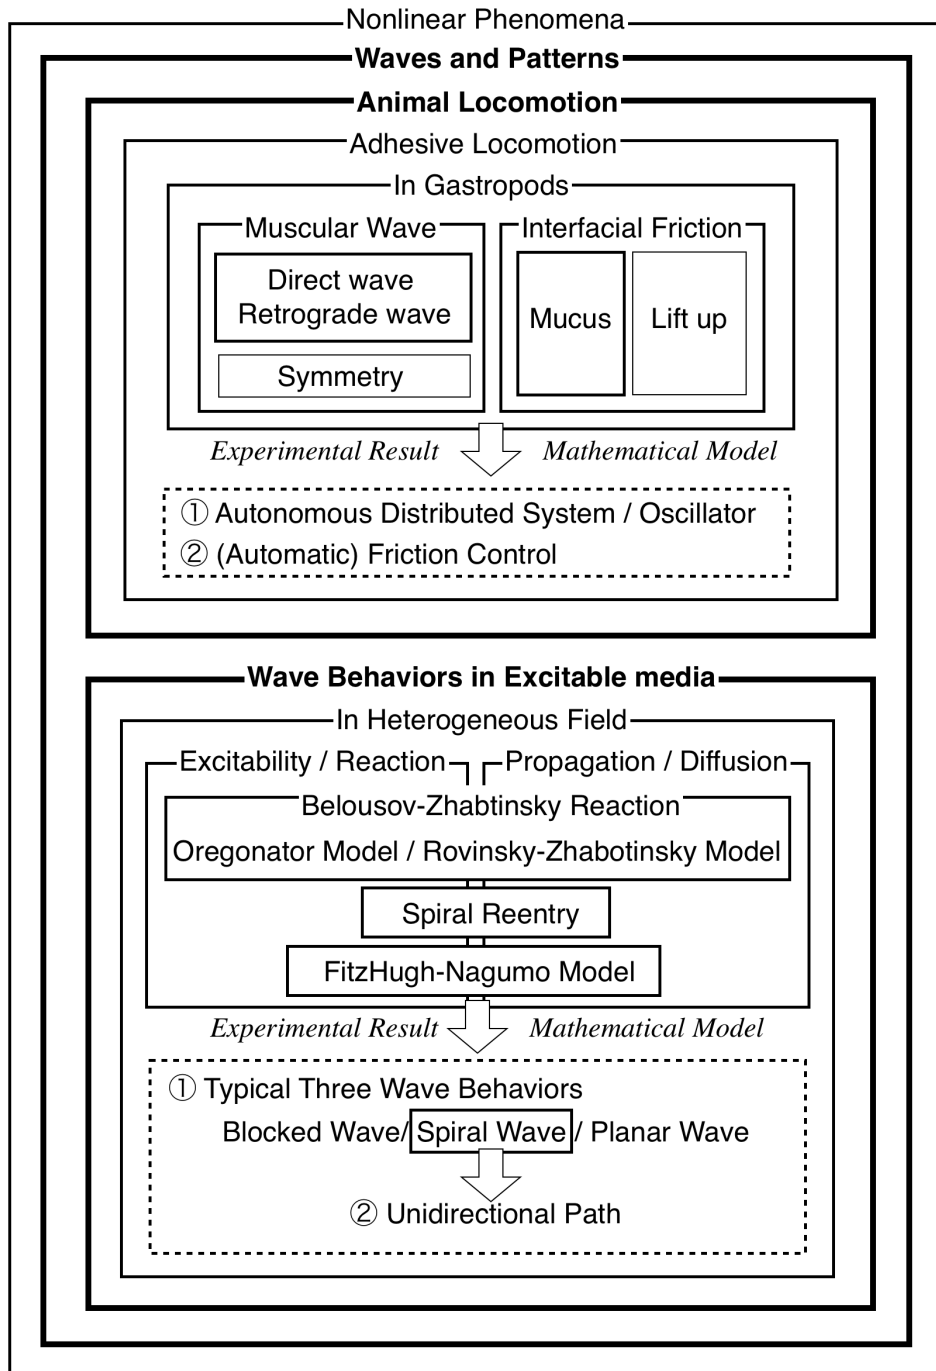 Nonlinear Phenomena
Waves and Patterns
Animal Locomotion
Adhesive Locomotion
In Gastropods
Muscular Wave
Direct wave
Retrograde wave
Symmetry
Interfacial Friction
Mucus
Lift up
Experimental Result
Mathematical Model
① Autonomous Distributed System / Oscillator
② (Automatic) Friction Control
Wave Behaviors in Excitable media
In Heterogeneous Field
Excitability / Reaction
Propagation / Diffusion
Belousov-Zhabtinsky Reaction
Oregonator Model / Rovinsky-Zhabotinsky Model
Spiral Reentry
FitzHugh-Nagumo Model
Experimental Result
Mathematical Model
① Typical Three Wave Behaviors
Blocked Wave/ Spiral Wave / Planar Wave
② Unidirectional Path